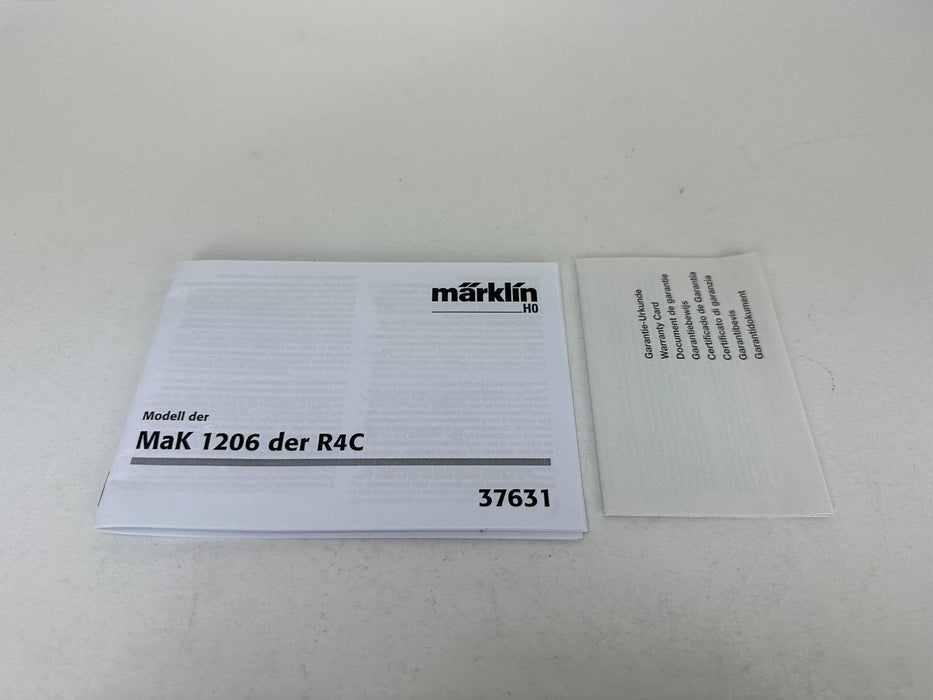 märklin
H0
Modell der
MaK 1206 der R4C
37631
Garantie-Urkunde
Warranty Card
Document de garantie
Garantiebewijs
Certificado de Garantia
Certificato di garanzia
Garantibevis
Garantidokument